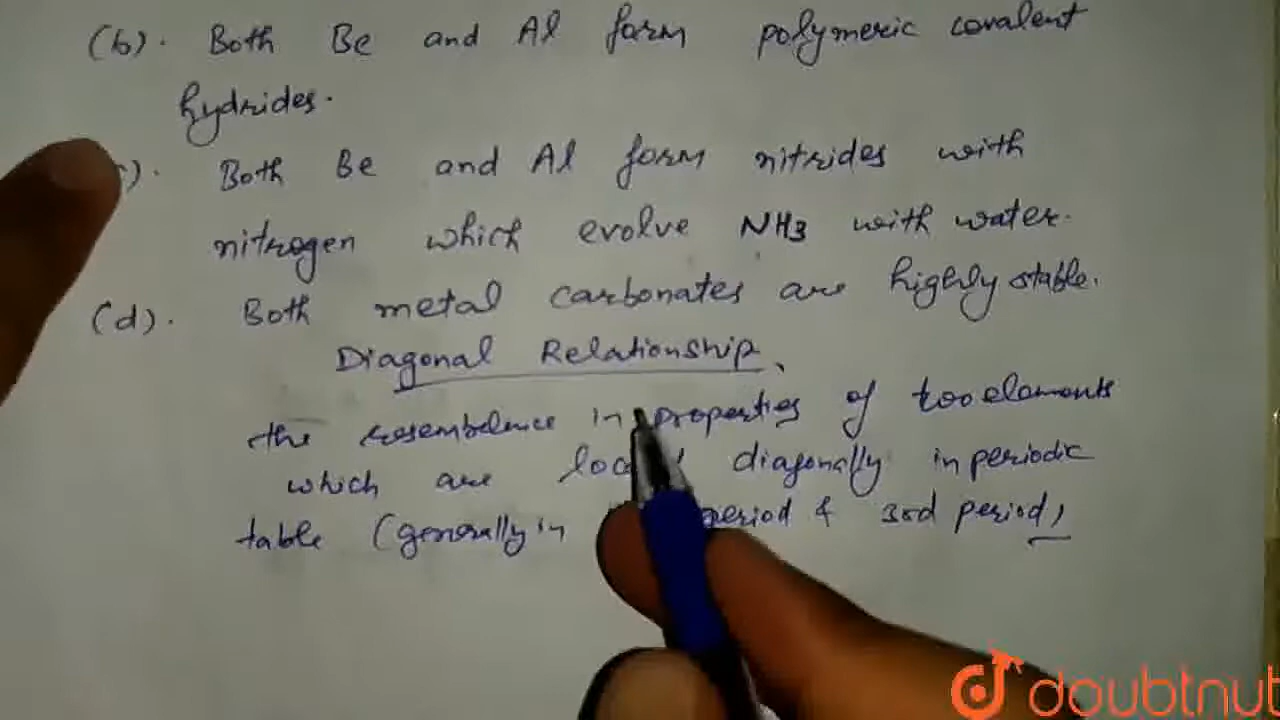 (b). Both Be and Al form polymeric covalent
hydrides.
). Both Be and Al form nitrides with
nitrogen which evolve NH3 with water.
(d). Both metal carbonates are highly stable.
Diagonal Relationship
the resemblence in properties of two elements
which are diagonally in periodic
table (generally in period & 3rd period)
doubtnut